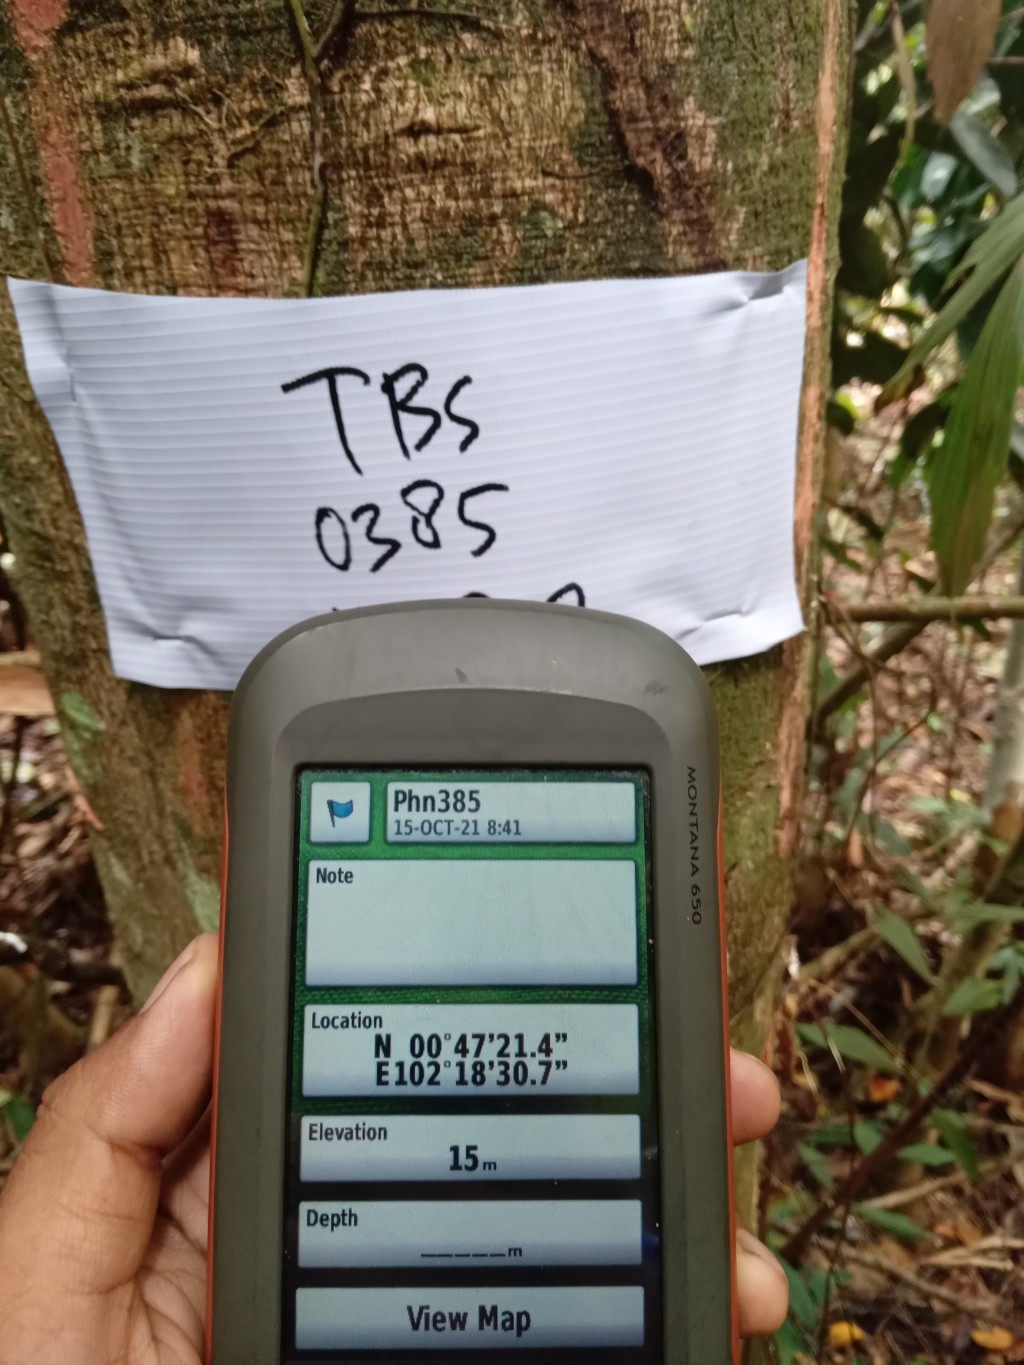 TBS
0385
MONTANA 650
Phn385
15-OCT-21 8:41
Note
Location
N 00°47'21.4"
E102°18'30.7"
Elevation
15m
Depth
_____m
View Map